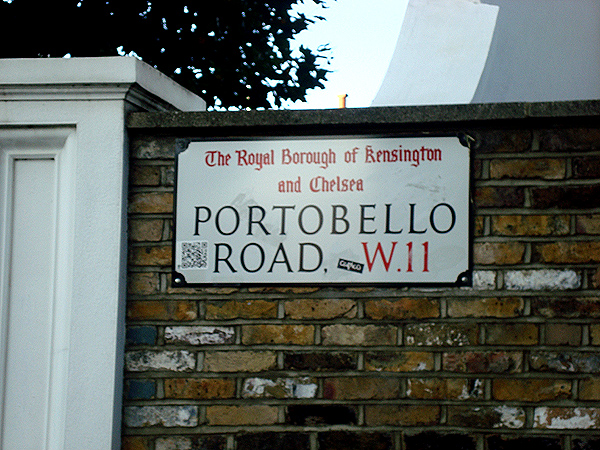 The Royal Borough of Kensington
and Chelsea
PORTOBELLO
ROAD, W.11